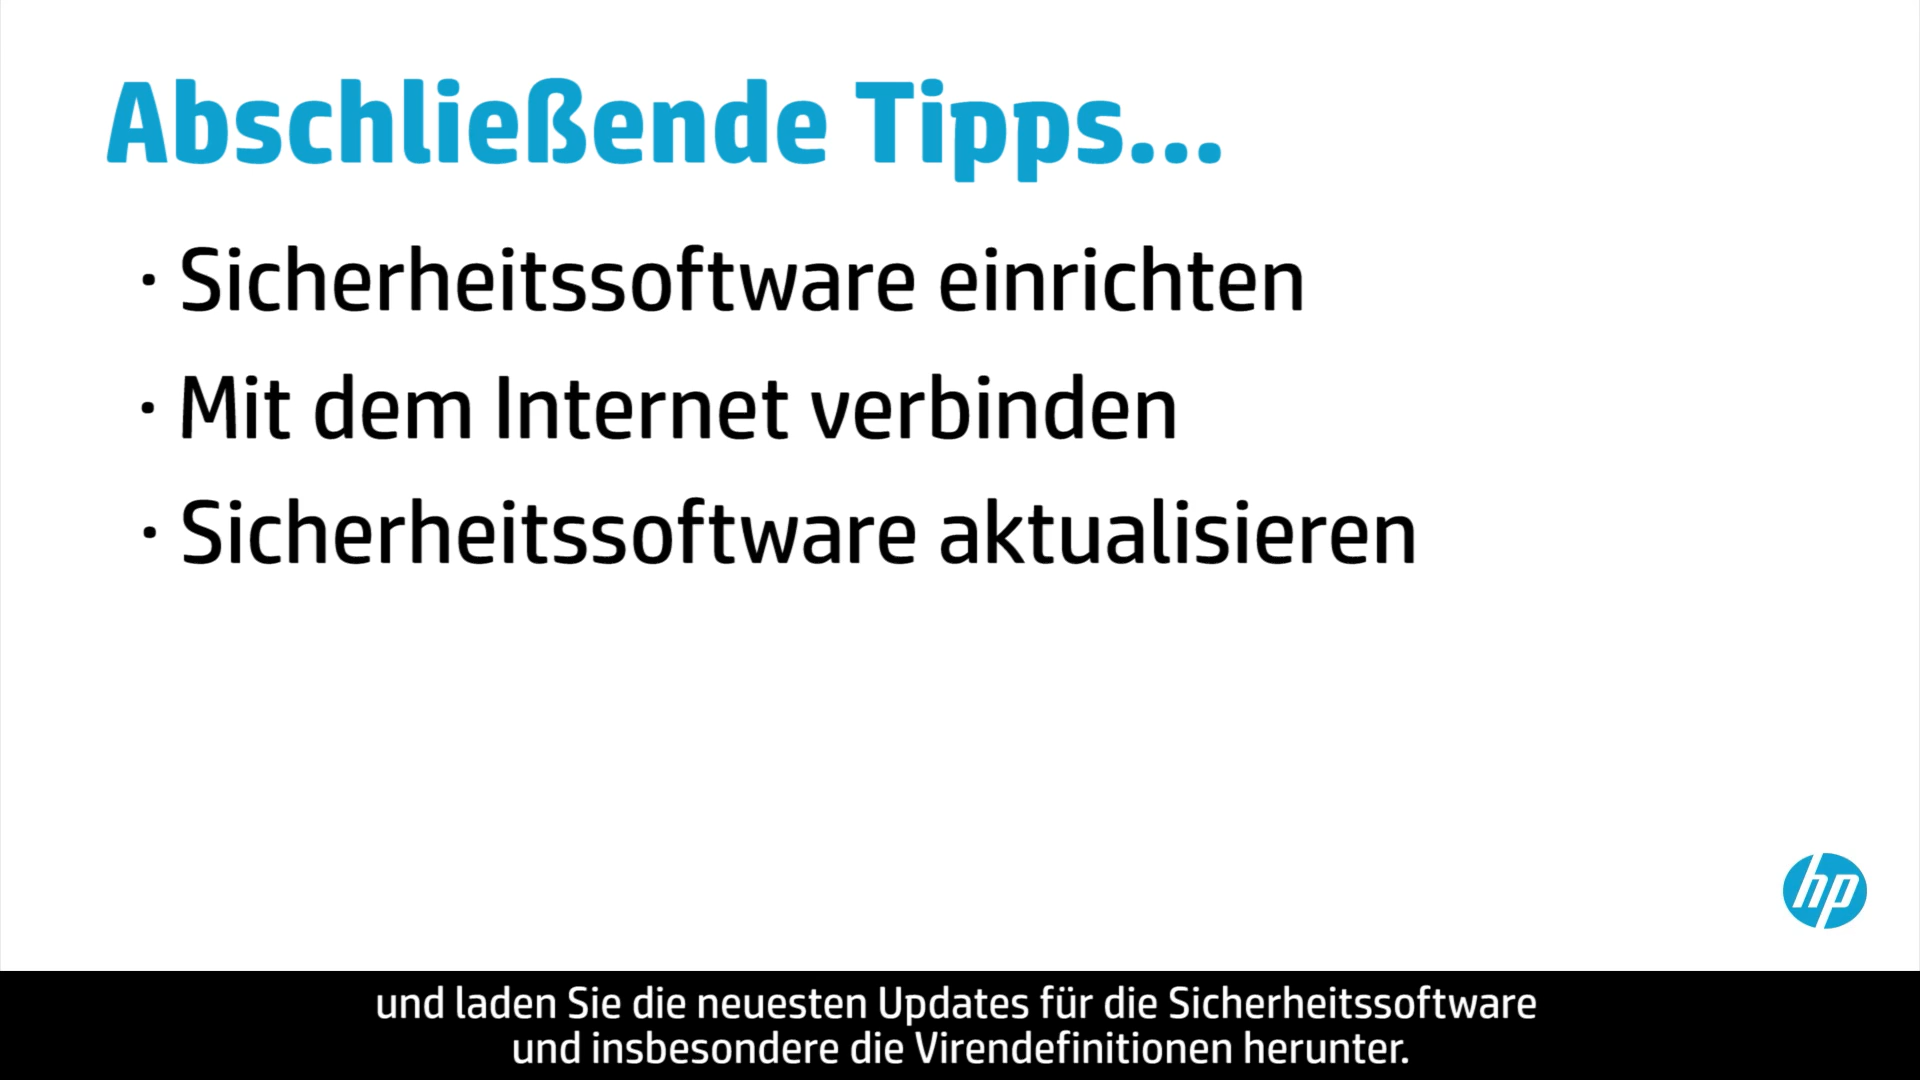 Abschließende Tipps...
· Sicherheitssoftware einrichten
· Mit dem Internet verbinden
· Sicherheitssoftware aktualisieren
hp
und laden Sie die neuesten Updates für die Sicherheitssoftware
und insbesondere die Virendefinitionen herunter.